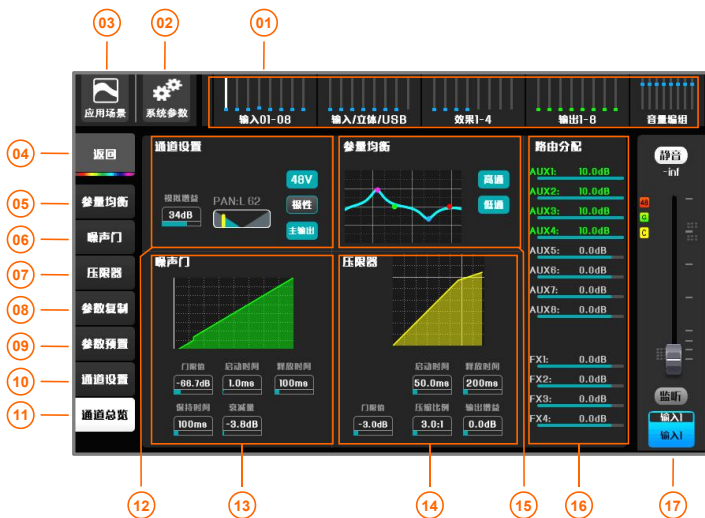 03
02
01
应用场景
系统参数
输入01-08
输入/立体/USB
效果1-4
输出1-8
音量编组
04
返回
05
参量均衡
06
噪声门
07
压限器
08
参数复制
09
参数预置
10
通道设置
11
通道总览
通道设置
48V
模拟增益
PAN:L 62
极性
34dB
主输出
参量均衡
高通
低通
噪声门
门限值
启动时间
释放时间
-66.7dB
1.0ms
100ms
保持时间
衰减量
100ms
-3.8dB
压限器
启动时间
释放时间
50.0ms
200ms
门限值
压缩比例
输出增益
-3.0dB
3.0:1
0.0dB
路由分配
AUX1: 10.0dB
AUX2: 10.0dB
AUX3: 10.0dB
AUX4: 10.0dB
AUX5: 0.0dB
AUX6: 0.0dB
AUX7: 0.0dB
AUX8: 0.0dB
FX1: 0.0dB
FX2: 0.0dB
FX3: 0.0dB
FX4: 0.0dB
静音
-inf
48
G
C
监听
输入1
输入1
12
13
14
15
16
17